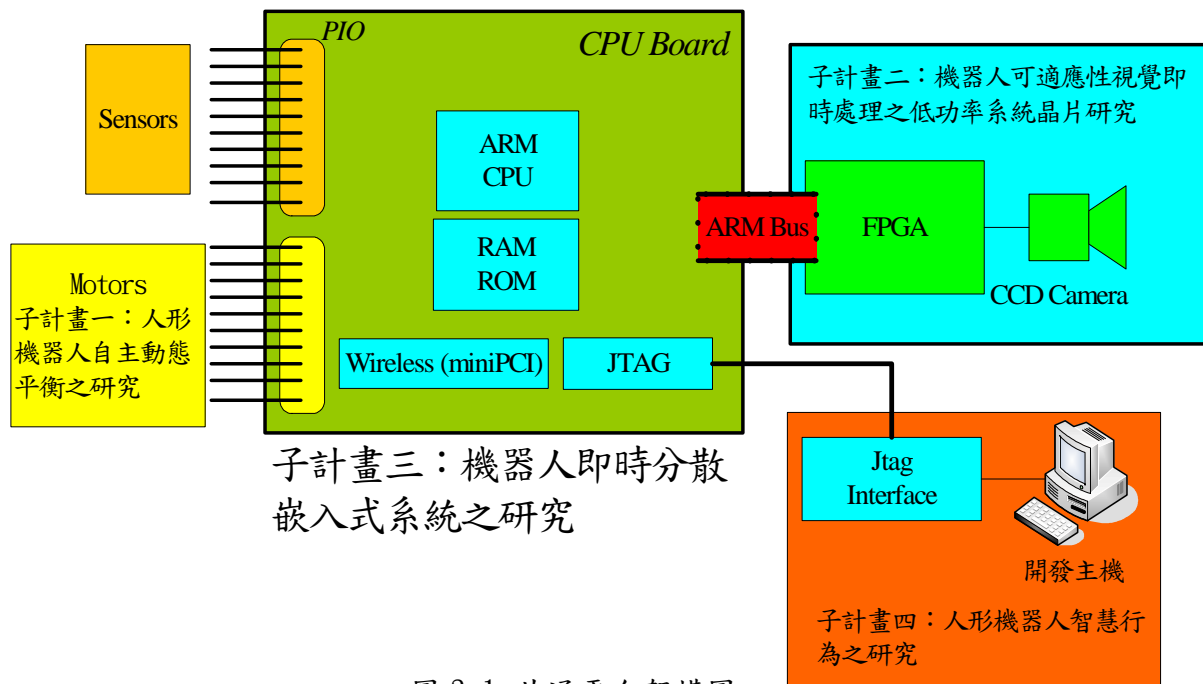 PIO
CPU Board
Sensors
ARM
CPU
RAM
ROM
Motors
子計畫一：人形
機器人自主動態
平衡之研究
Wireless (miniPCI)
JTAG
ARM Bus
子計畫二：機器人可適應性視覺即
時處理之低功率系統晶片研究
FPGA
CCD Camera
子計畫三：機器人即時分散
嵌入式系統之研究
Jtag
Interface
開發主機
子計畫四：人形機器人智慧行
為之研究